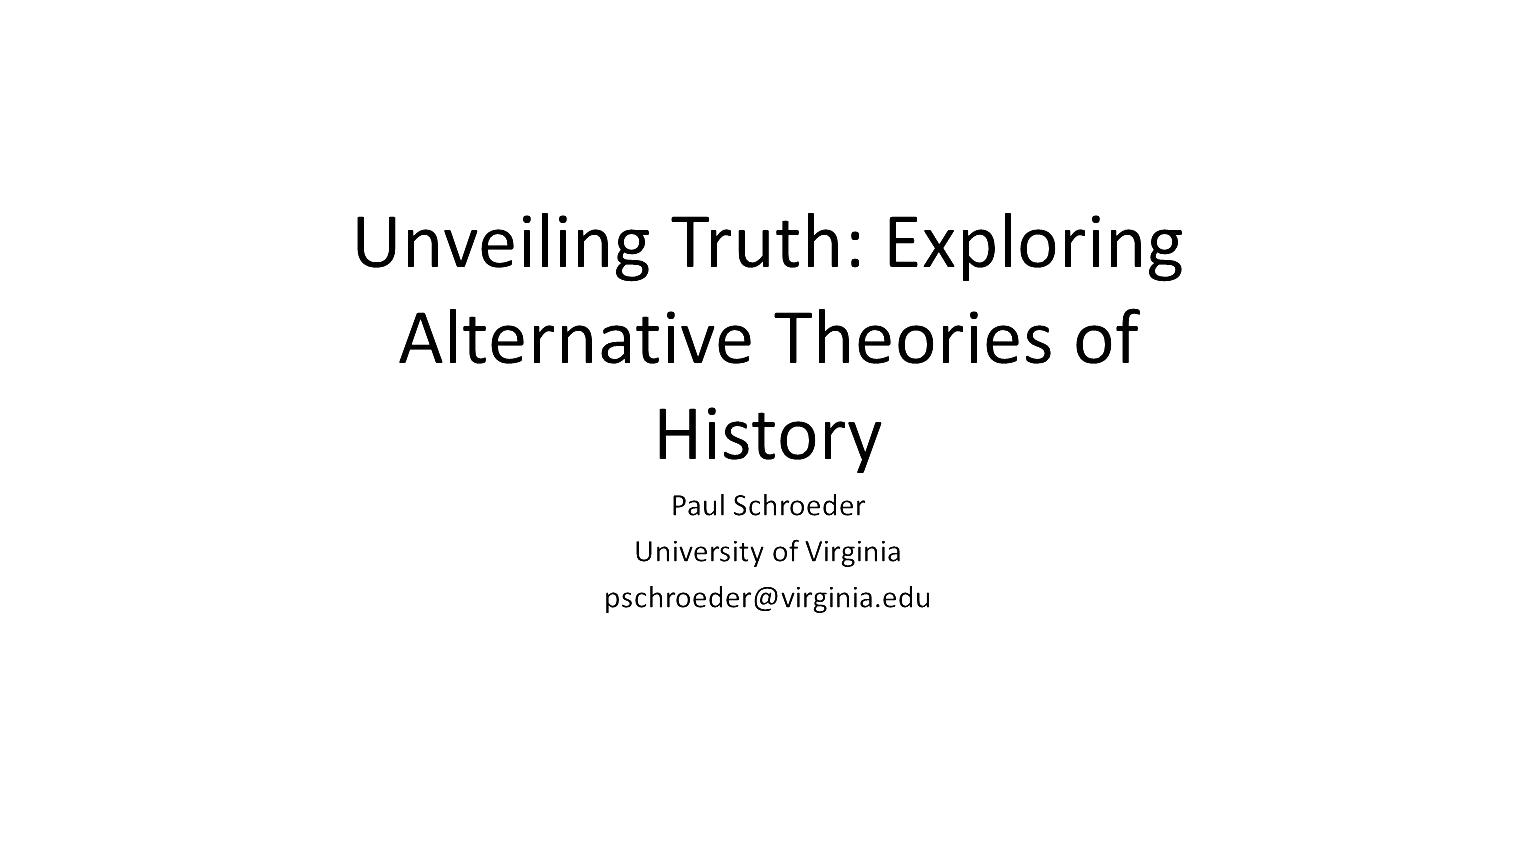 Unveiling Truth: Exploring
Alternative Theories of
History
Paul Schroeder
University of Virginia
pschroeder@virginia.edu